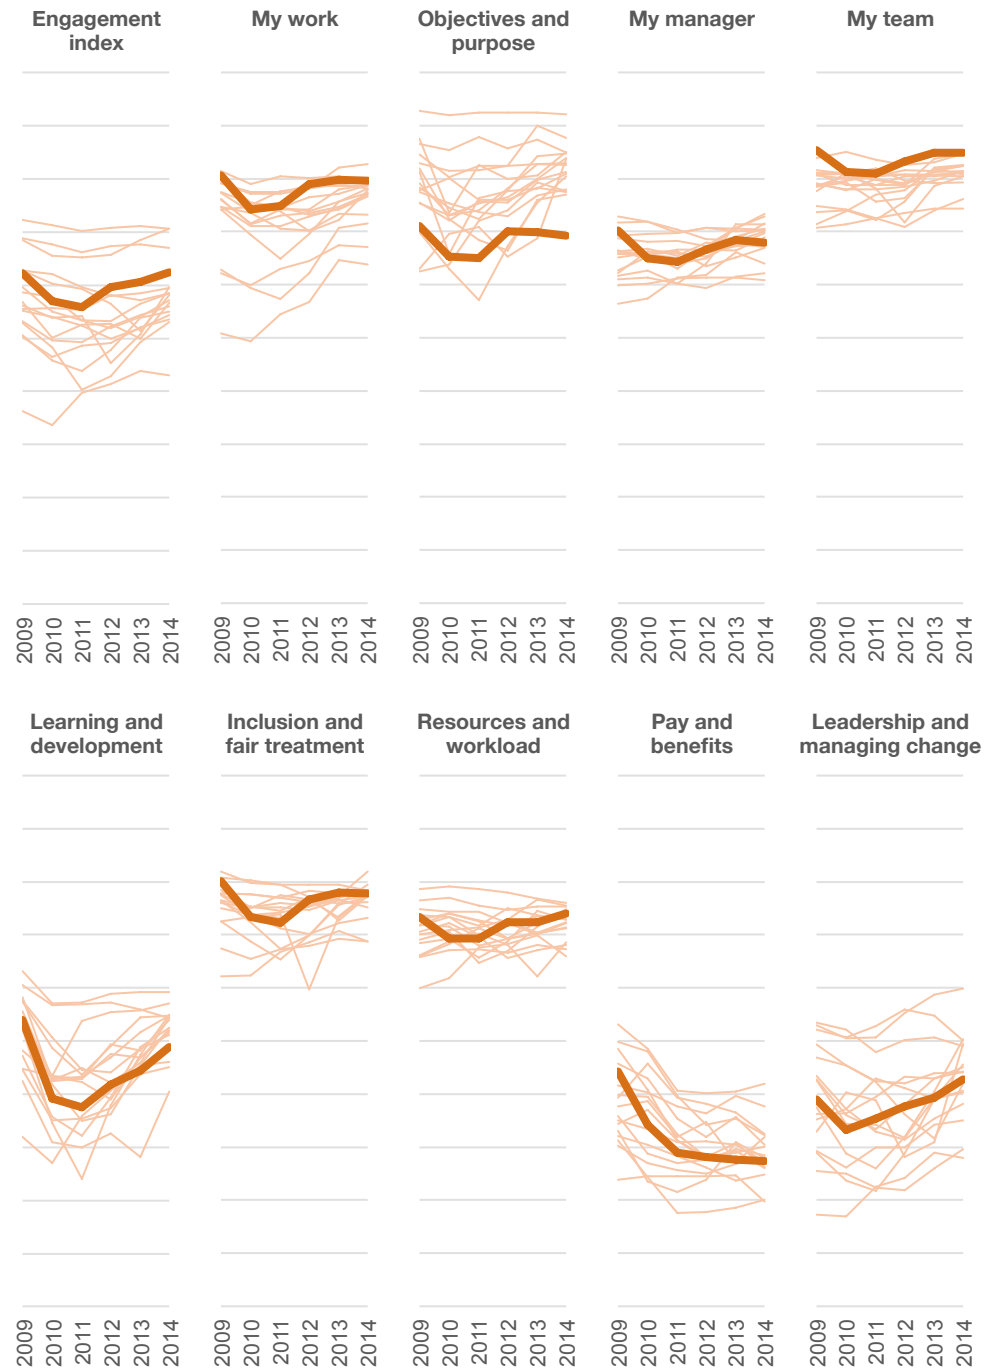 Engagement
index
My work
Objectives and
purpose
My manager
My team
2009 2010 2011 2012 2013 2014
2009 2010 2011 2012 2013 2014
2009 2010 2011 2012 2013 2014
2009 2010 2011 2012 2013 2014
2009 2010 2011 2012 2013 2014
Learning and
development
Inclusion and
fair treatment
Resources and
workload
Pay and
benefits
Leadership and
managing change
2009 2010 2011 2012 2013 2014
2009 2010 2011 2012 2013 2014
2009 2010 2011 2012 2013 2014
2009 2010 2011 2012 2013 2014
2009 2010 2011 2012 2013 2014